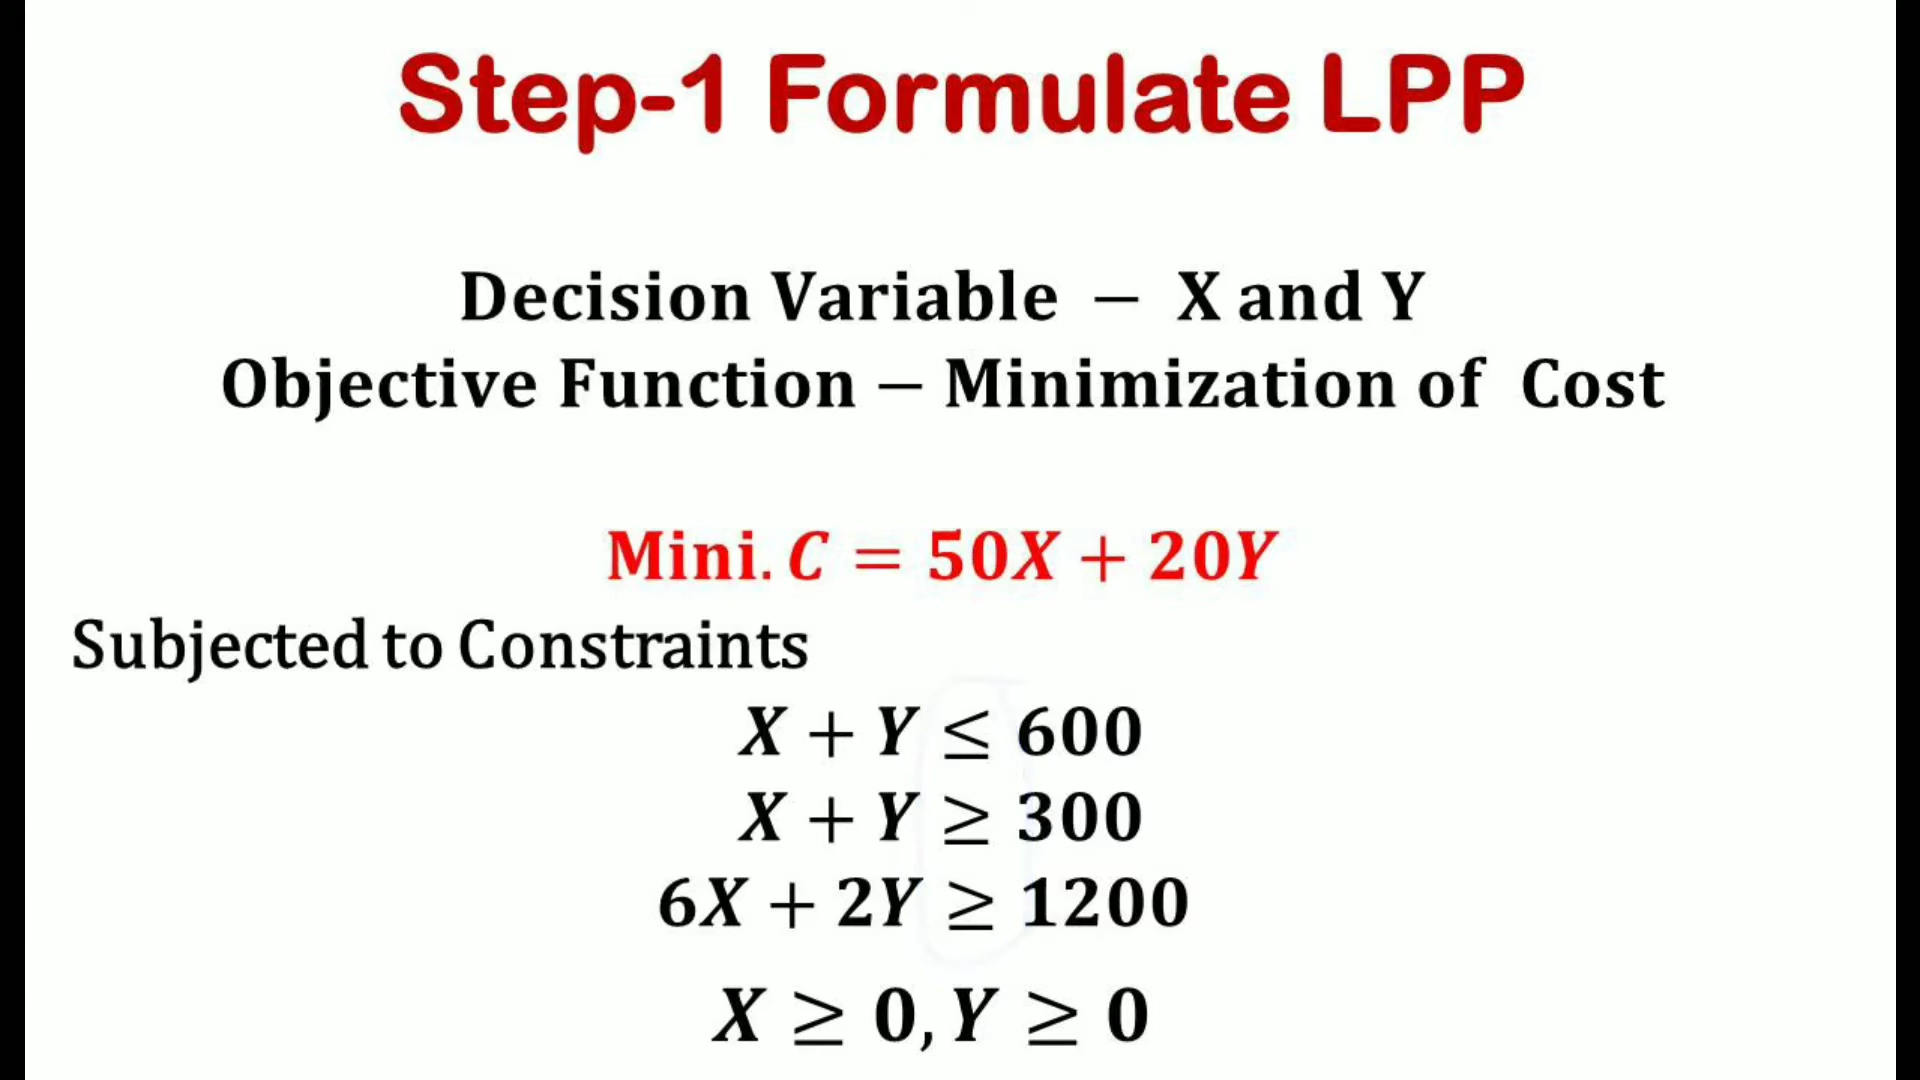 Step-1 Formulate LPP
Decision Variable – X and Y
Objective Function – Minimization of Cost
Mini. C = 50X + 20Y
Subjected to Constraints
X + Y ≤ 600
X + Y ≥ 300
6X + 2Y ≥ 1200
X ≥ 0, Y ≥ 0